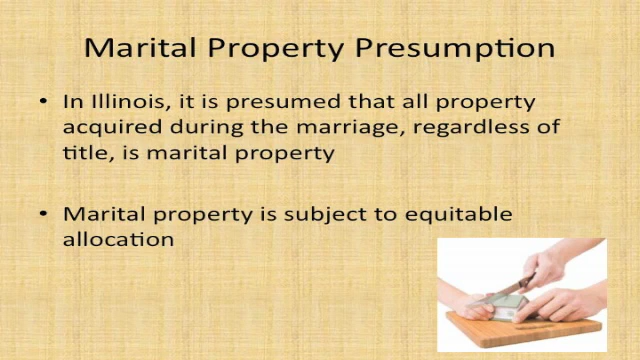 Marital Property Presumption
• In Illinois, it is presumed that all property
acquired during the marriage, regardless of
title, is marital property
• Marital property is subject to equitable
allocation